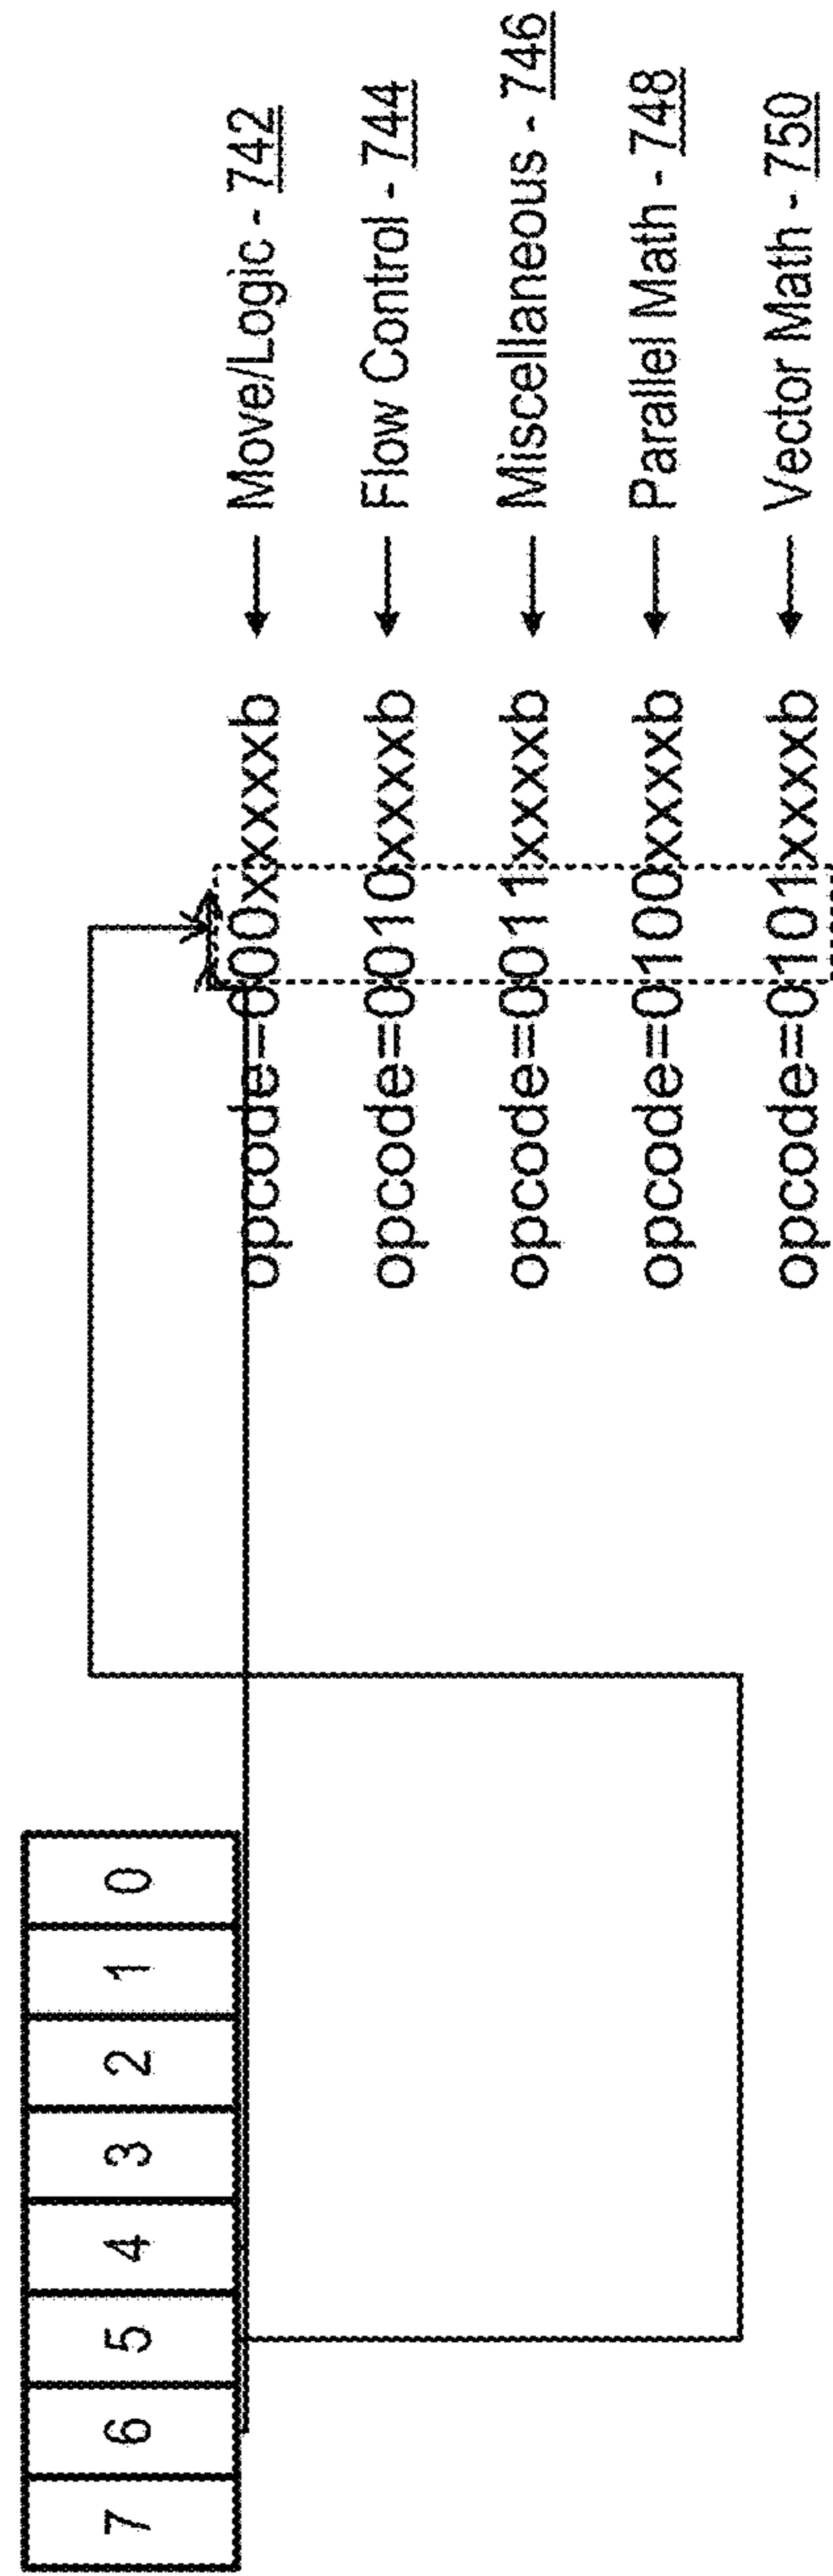 7 6 5 4 3 2 1 0
opcode=000xxxxxb ← Move/Logic - 742
opcode=0010xxxxb ← Flow Control - 744
opcode=0011xxxxb ← Miscellaneous - 746
opcode=0100xxxxb ← Parallel Math - 748
opcode=0101xxxxb ← Vector Math - 750